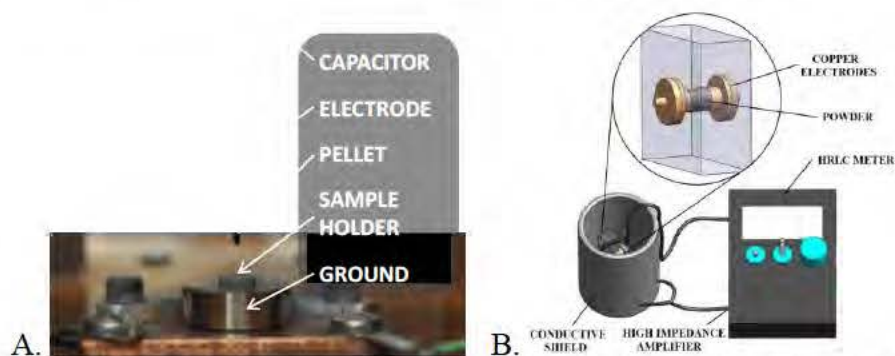 CAPACITOR
ELECTRODE
PELLET
SAMPLE
HOLDER
GROUND
A.
COPPER
ELECTRODES
POWDER
HRLC METER
CONDUCTIVE
SHIELD
HIGH IMPEDANCE
AMPLIFIER
B.